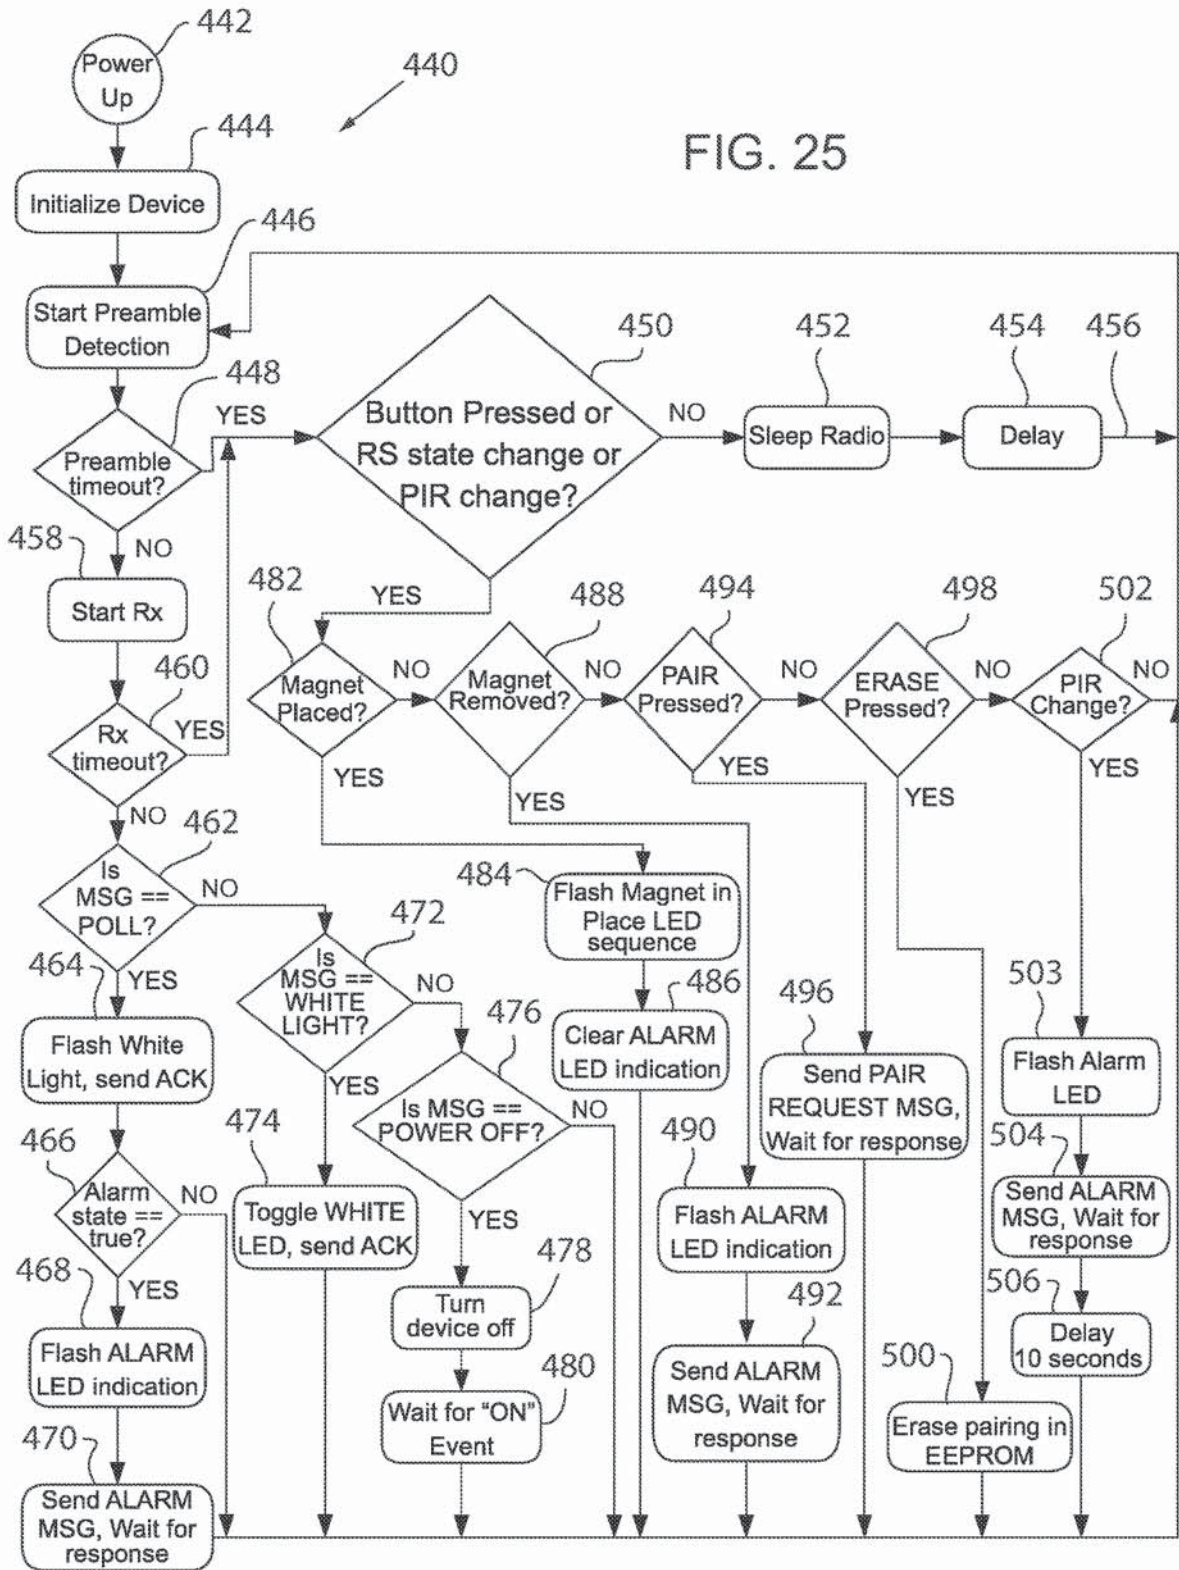 442
Power
Up
440
444
FIG. 25
Initialize Device
446
Start Preamble
Detection
448
YES
Preamble
timeout?
NO
450
Button Pressed or
RS state change or
PIR change?
NO
452
Sleep Radio
454
Delay
456
458
Start Rx
460
Rx
timeout?
YES
NO
YES
482
Magnet
Placed?
NO
YES
488
Magnet
Removed?
NO
YES
494
PAIR
Pressed?
NO
YES
498
ERASE
Pressed?
NO
YES
502
PIR
Change?
NO
YES
462
Is
MSG ==
POLL?
NO
YES
464
Flash White
Light, send ACK
466
Alarm
state ==
true?
NO
YES
468
Flash ALARM
LED indication
470
Send ALARM
MSG, Wait for
response
472
Is
MSG ==
WHITE
LIGHT?
NO
YES
474
Toggle WHITE
LED, send ACK
476
Is MSG ==
POWER OFF?
NO
YES
478
Turn
device off
480
Wait for “ON”
Event
484
Flash Magnet in
Place LED
sequence
486
Clear ALARM
LED indication
490
Flash ALARM
LED indication
492
Send ALARM
MSG, Wait for
response
496
Send PAIR
REQUEST MSG,
Wait for response
500
Erase pairing in
EEPROM
503
Flash Alarm
LED
504
Send ALARM
MSG, Wait for
response
506
Delay
10 seconds